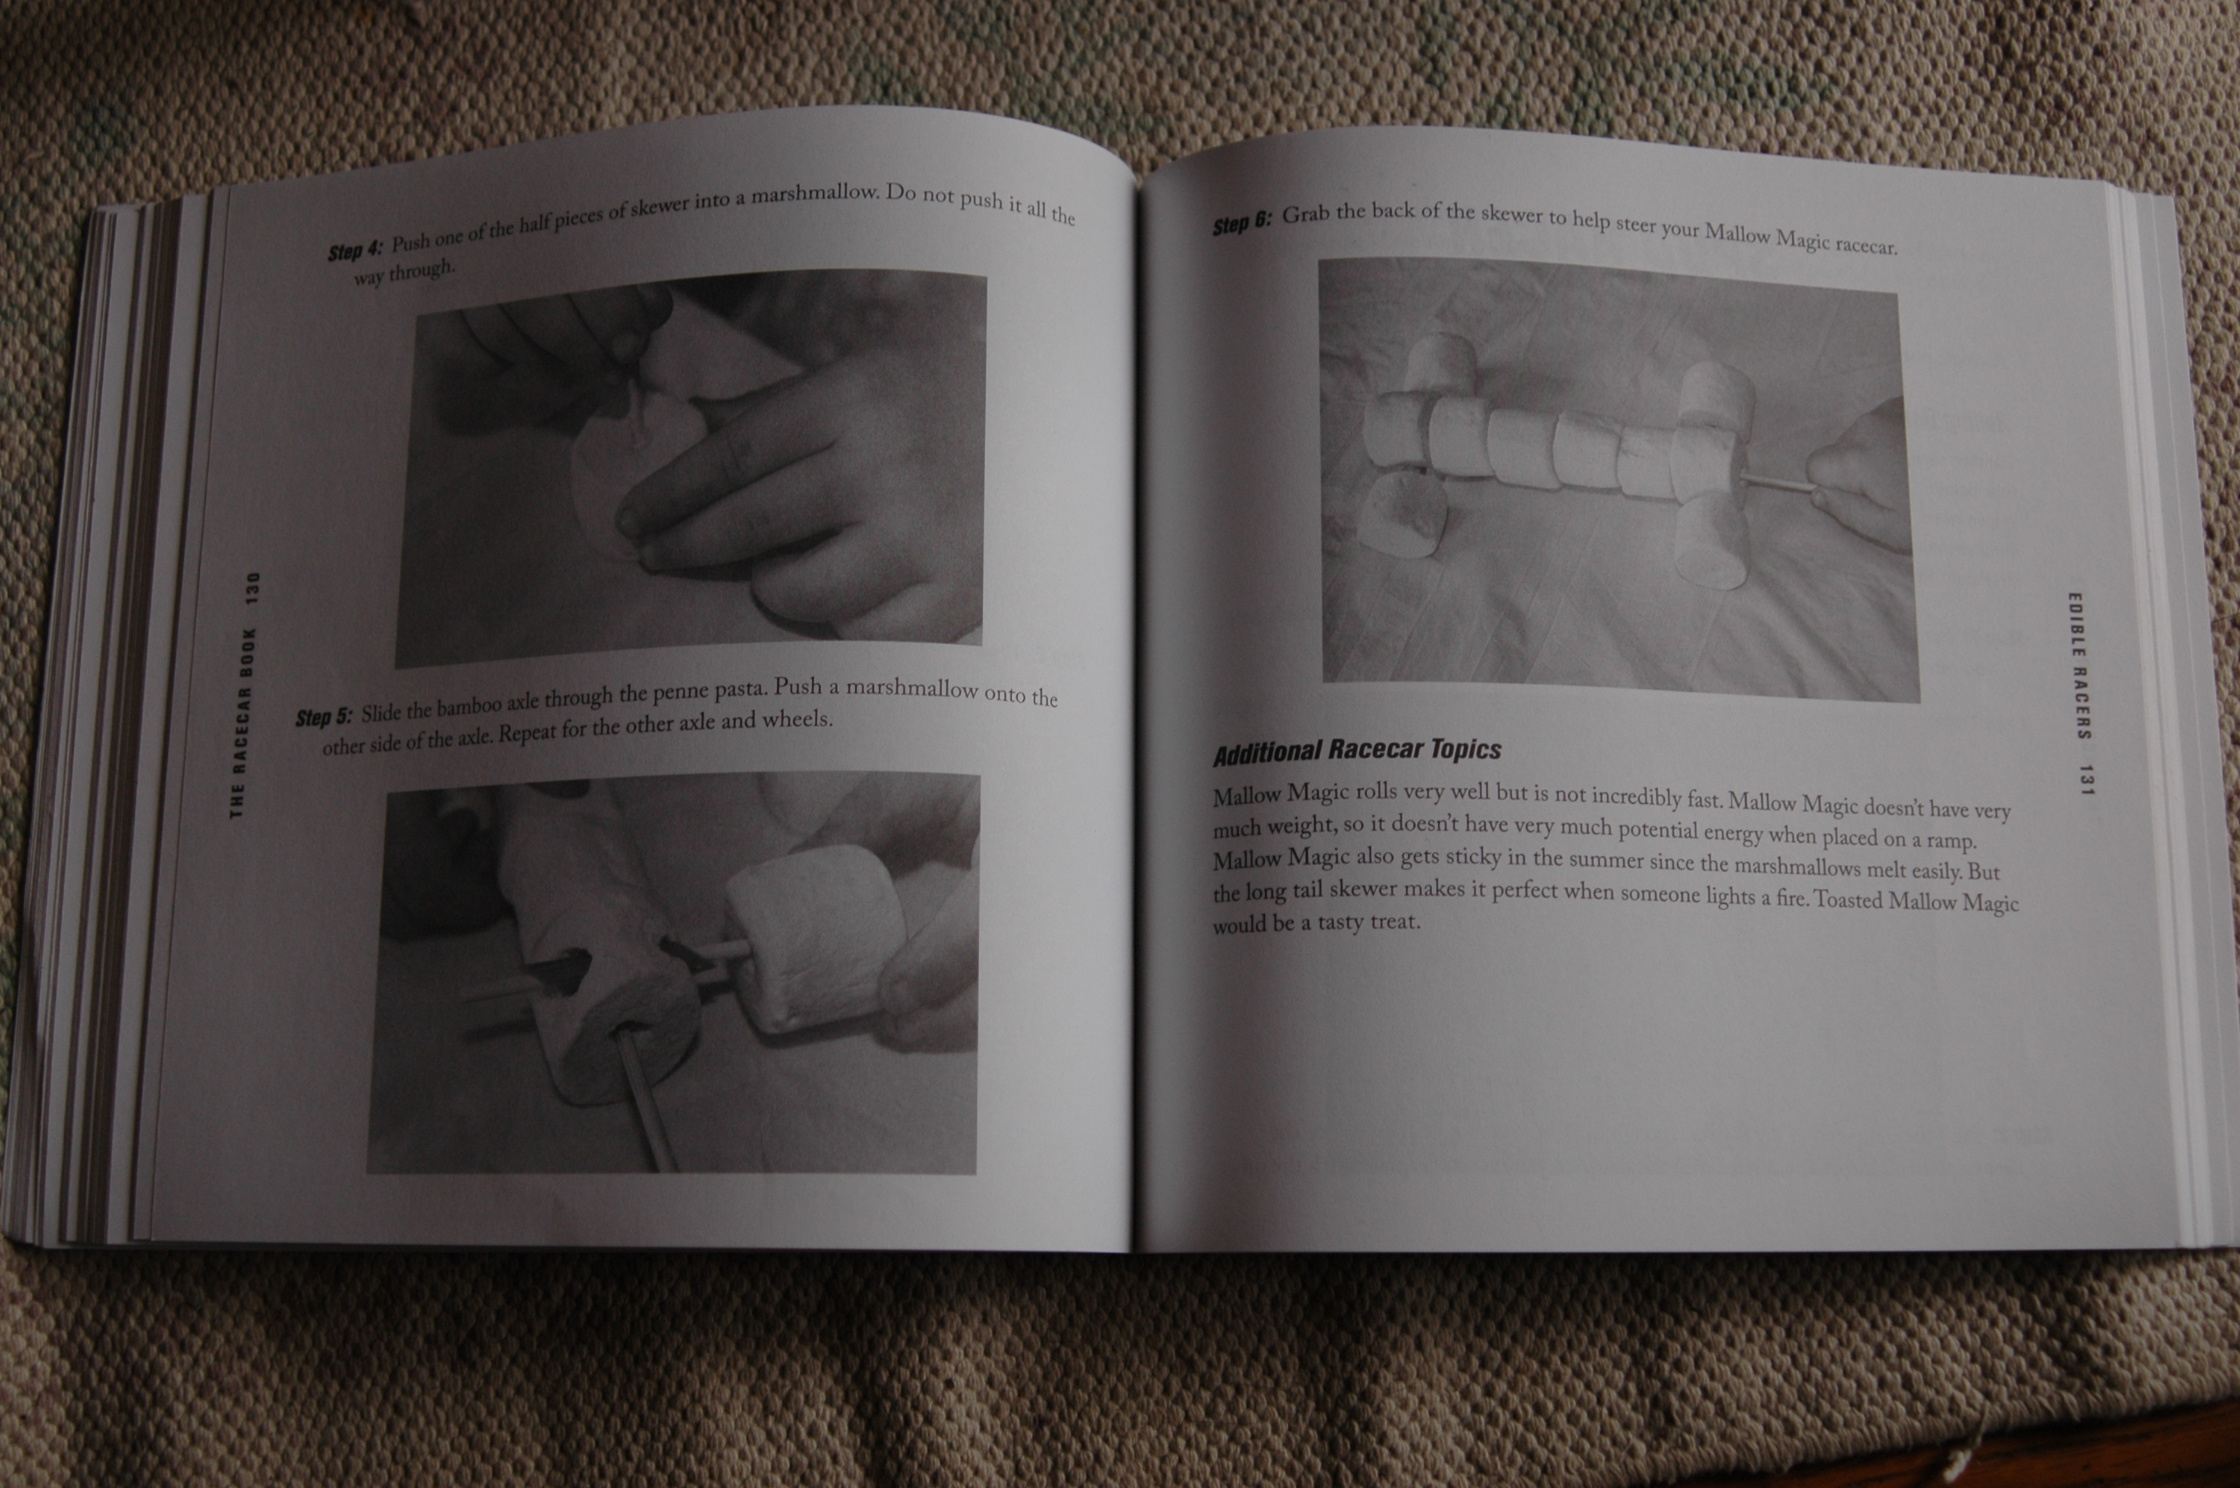 Step 4: Push one of the half pieces of skewer into a marshmallow. Do not push it all the
way through.
Step 5: Slide the bamboo axle through the penne pasta. Push a marshmallow onto the
other side of the axle. Repeat for the other axle and wheels.
THE RACECAR BOOK 130
Step 6: Grab the back of the skewer to help steer your Mallow Magic racecar.
Additional Racecar Topics
Mallow Magic rolls very well but is not incredibly fast. Mallow Magic doesn't have very
much weight, so it doesn't have very much potential energy when placed on a ramp.
Mallow Magic also gets sticky in the summer since the marshmallows melt easily. But
the long tail skewer makes it perfect when someone lights a fire. Toasted Mallow Magic
would be a tasty treat.
EDIBLE RACERS 131